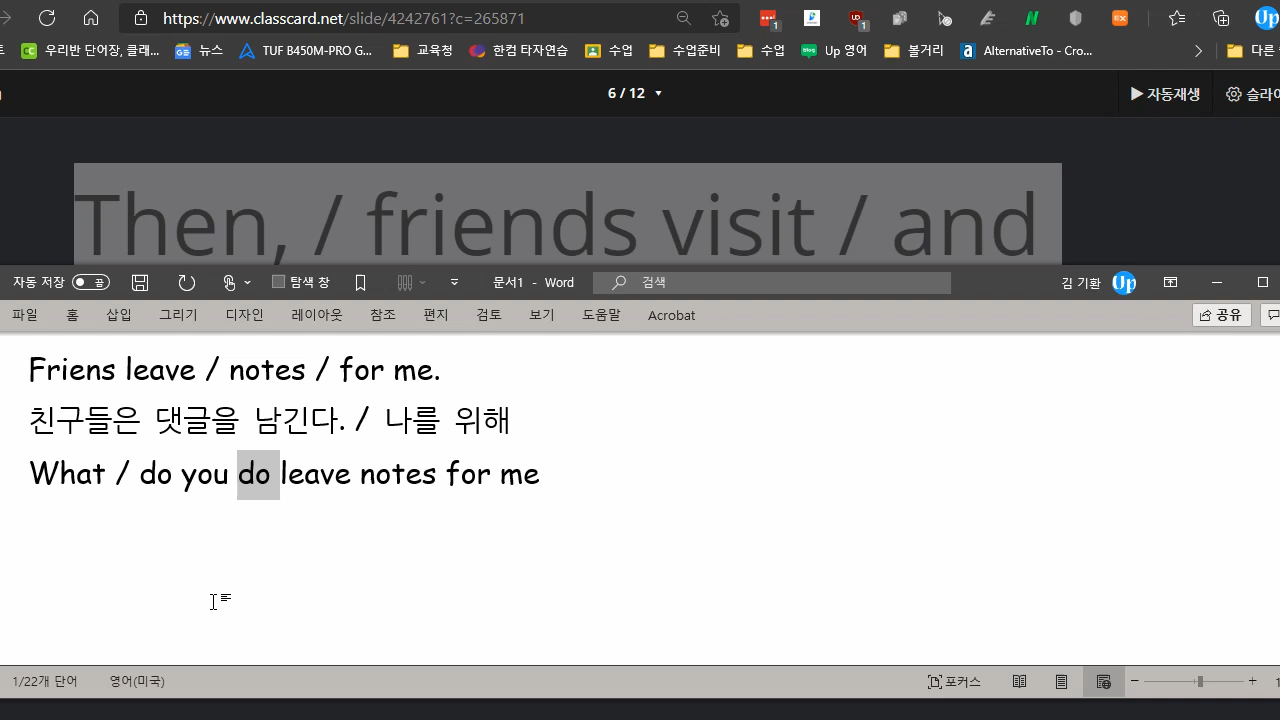 https://www.classcard.net/slide/4242761?c=265871
1
1
Up
우리반 단어장, 클래...
뉴스
TUF B450M-PRO G...
교육청
한컴 타자연습
수업
수업준비
수업
Up 영어
볼거리
AlternativeTo - Cro...
다른
6 / 12
자동재생
Then, / friends visit / and
자동 저장
끔
탐색 창
문서1 - Word
검색
김 기환
Up
파일 홈 삽입 그리기 디자인 레이아웃 참조 편지 검토 보기 도움말 Acrobat
공유
Friens leave / notes / for me.
친구들은 댓글을 남긴다. / 나를 위해
What / do you do leave notes for me
1/22개 단어
영어(미국)
포커스